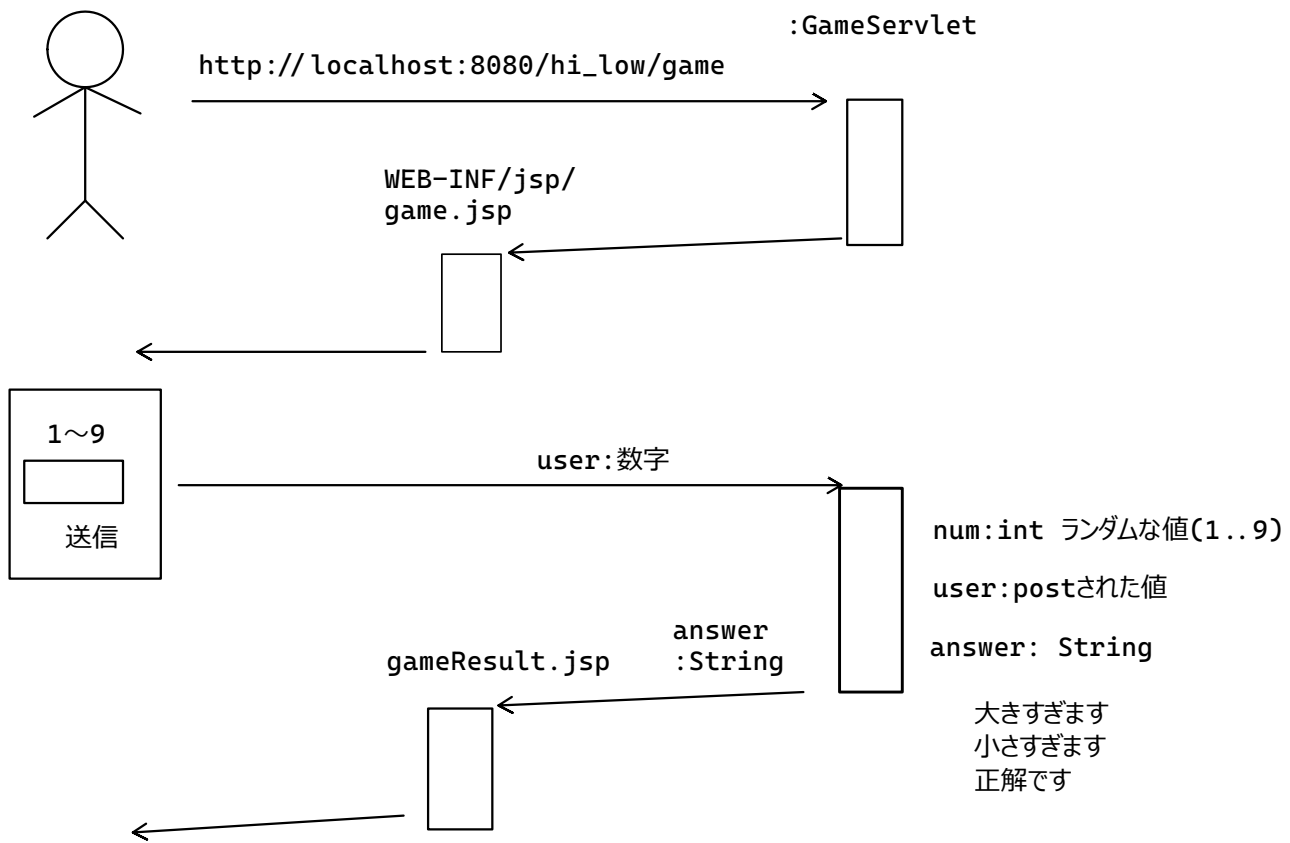 :GameServlet
http://localhost:8080/hi_low/game
WEB-INF/jsp/
game.jsp
1～9
送信
user:数字
num:int ランダムな値(1..9)
user:postされた値
answer: String
answer
:String
gameResult.jsp
大きすぎます
小さすぎます
正解です